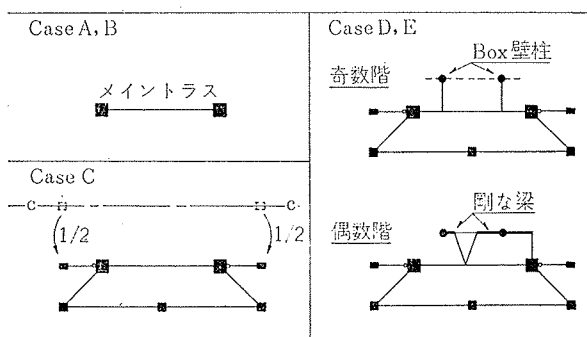 Case A, B
メイントラス
Case C
C
C
1/2
1/2
Case D, E
Box 壁柱
奇数階
剛な梁
偶数階